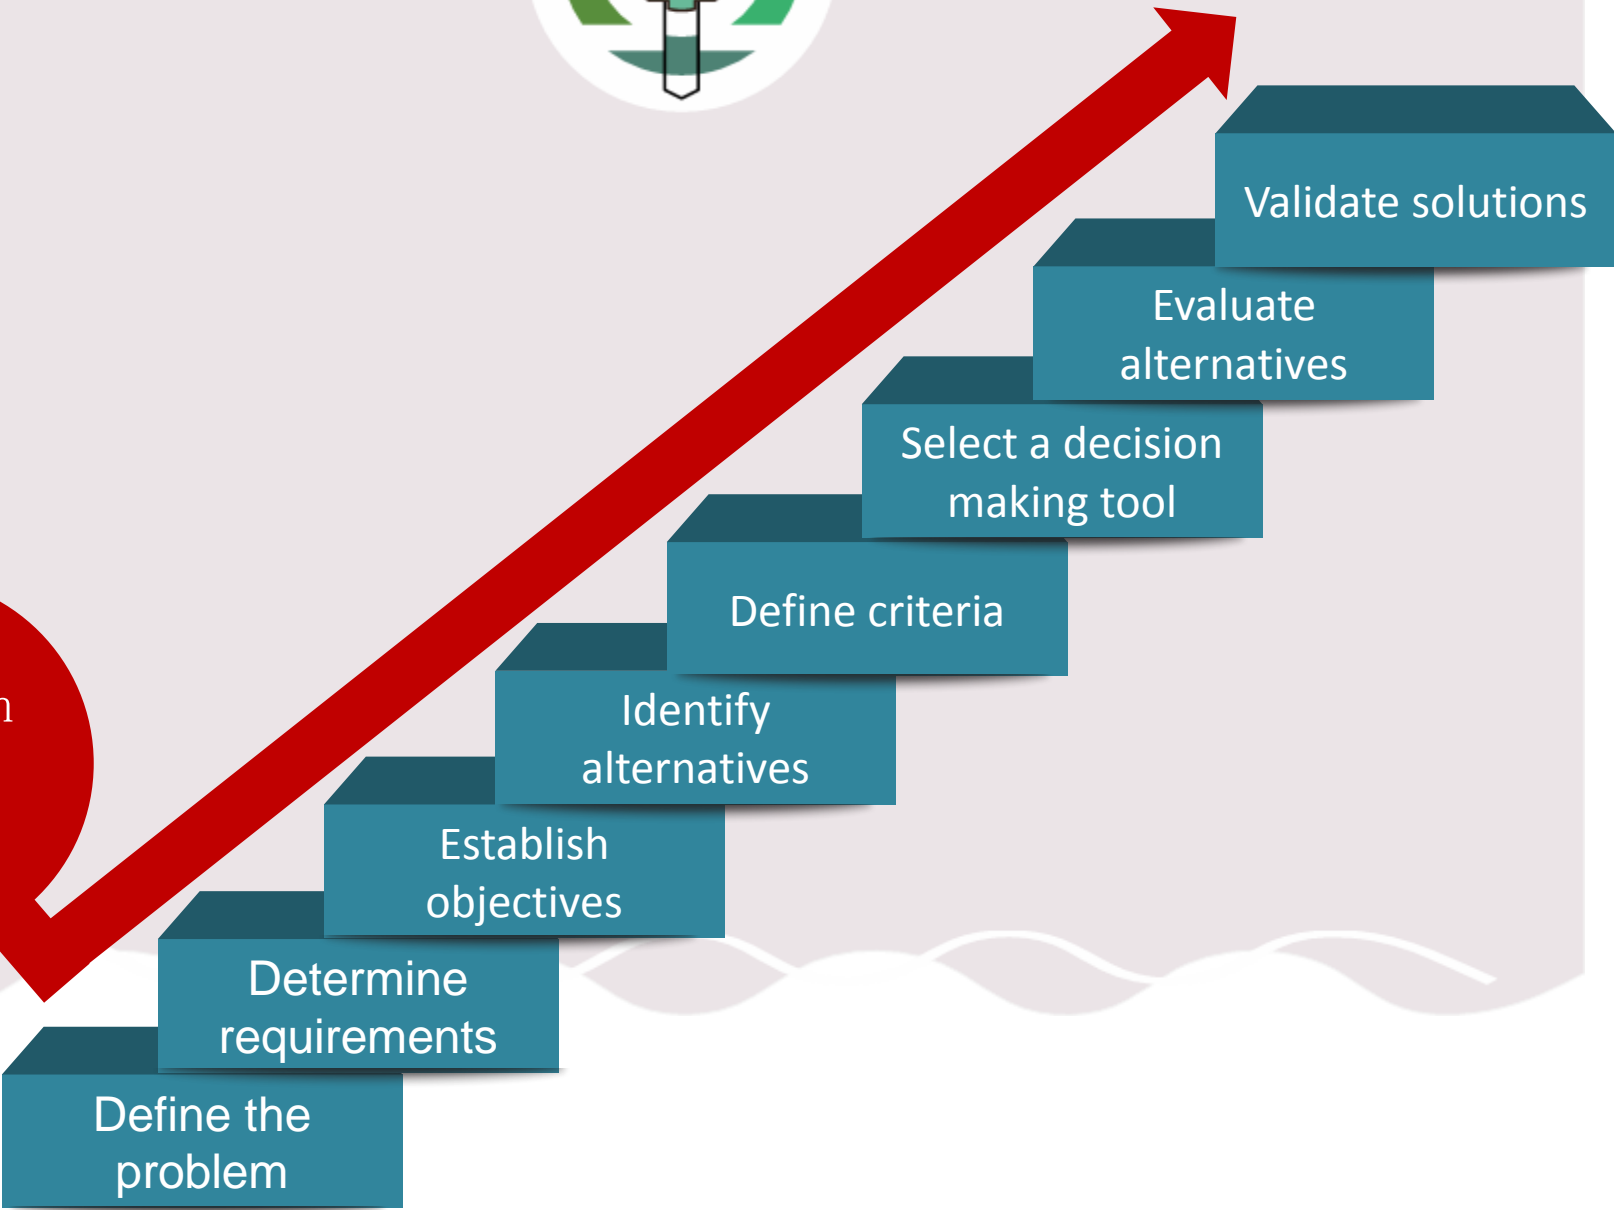 Validate solutions
Evaluate
alternatives
Select a decision
making tool
Define criteria
Identify
alternatives
Establish
objectives
Determine
requirements
Define the
problem